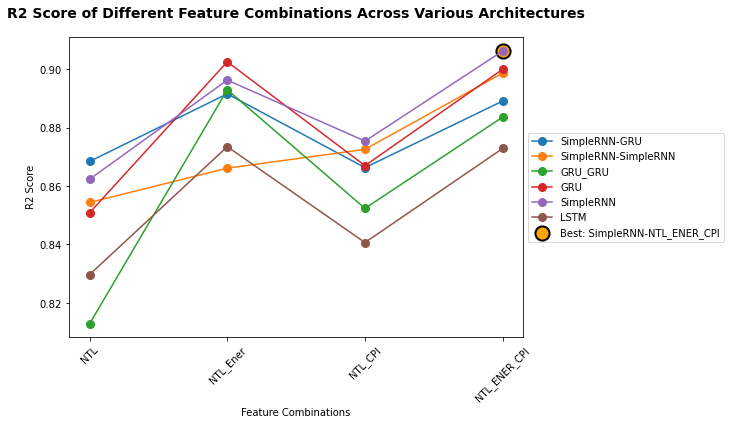 R2 Score of Different Feature Combinations Across Various Architectures
R2 Score
0.90
0.88
0.86
0.84
0.82
NTL
NTL_Ener
NTL_CPI
NTL_ENER_CPI
Feature Combinations
SimpleRNN-GRU
SimpleRNN-SimpleRNN
GRU_GRU
GRU
SimpleRNN
LSTM
Best: SimpleRNN-NTL_ENER_CPI